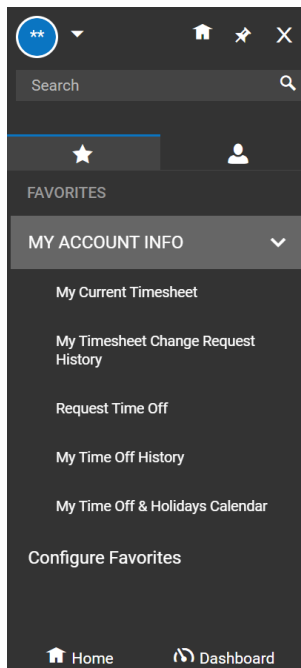 **
X
Search
FAVORITES
MY ACCOUNT INFO
My Current Timesheet
My Timesheet Change Request
History
Request Time Off
My Time Off History
My Time Off & Holidays Calendar
Configure Favorites
Home Dashboard